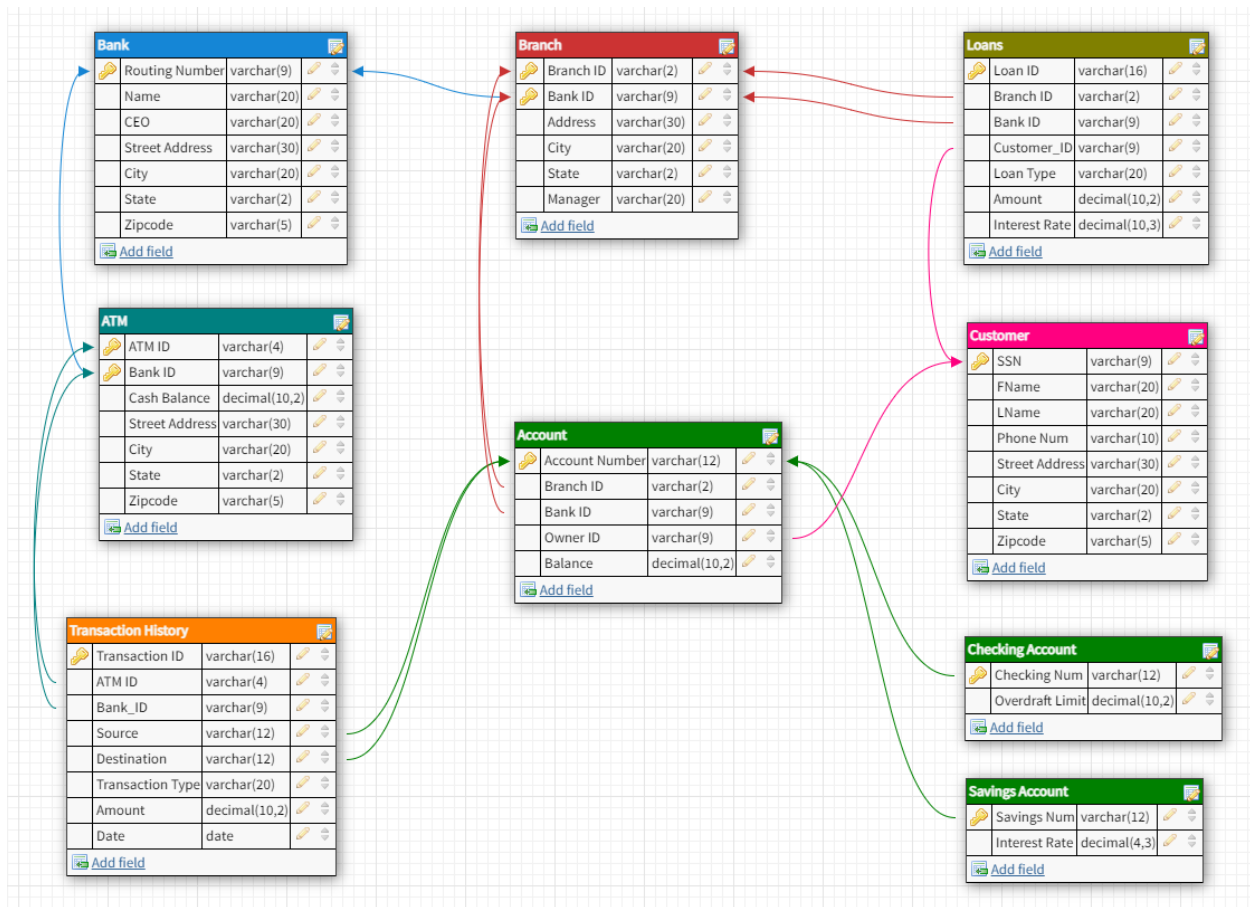 Bank
Routing Number varchar(9)
Name varchar(20)
CEO varchar(20)
Street Address varchar(30)
City varchar(20)
State varchar(2)
Zipcode varchar(5)
Add field
Branch
Branch ID varchar(2)
Bank ID varchar(9)
Address varchar(30)
City varchar(20)
State varchar(2)
Manager varchar(20)
Add field
Loans
Loan ID varchar(16)
Branch ID varchar(2)
Bank ID varchar(9)
Customer_ID varchar(9)
Loan Type varchar(20)
Amount decimal(10,2)
Interest Rate decimal(10,3)
Add field
ATM
ATM ID varchar(4)
Bank ID varchar(9)
Cash Balance decimal(10,2)
Street Address varchar(30)
City varchar(20)
State varchar(2)
Zipcode varchar(5)
Add field
Account
Account Number varchar(12)
Branch ID varchar(2)
Bank ID varchar(9)
Owner ID varchar(9)
Balance decimal(10,2)
Add field
Customer
SSN varchar(9)
FName varchar(20)
LName varchar(20)
Phone Num varchar(10)
Street Address varchar(30)
City varchar(20)
State varchar(2)
Zipcode varchar(5)
Add field
Transaction History
Transaction ID varchar(16)
ATM ID varchar(4)
Bank_ID varchar(9)
Source varchar(12)
Destination varchar(12)
Transaction Type varchar(20)
Amount decimal(10,2)
Date date
Add field
Checking Account
Checking Num varchar(12)
Overdraft Limit decimal(10,2)
Add field
Savings Account
Savings Num varchar(12)
Interest Rate decimal(4,3)
Add field